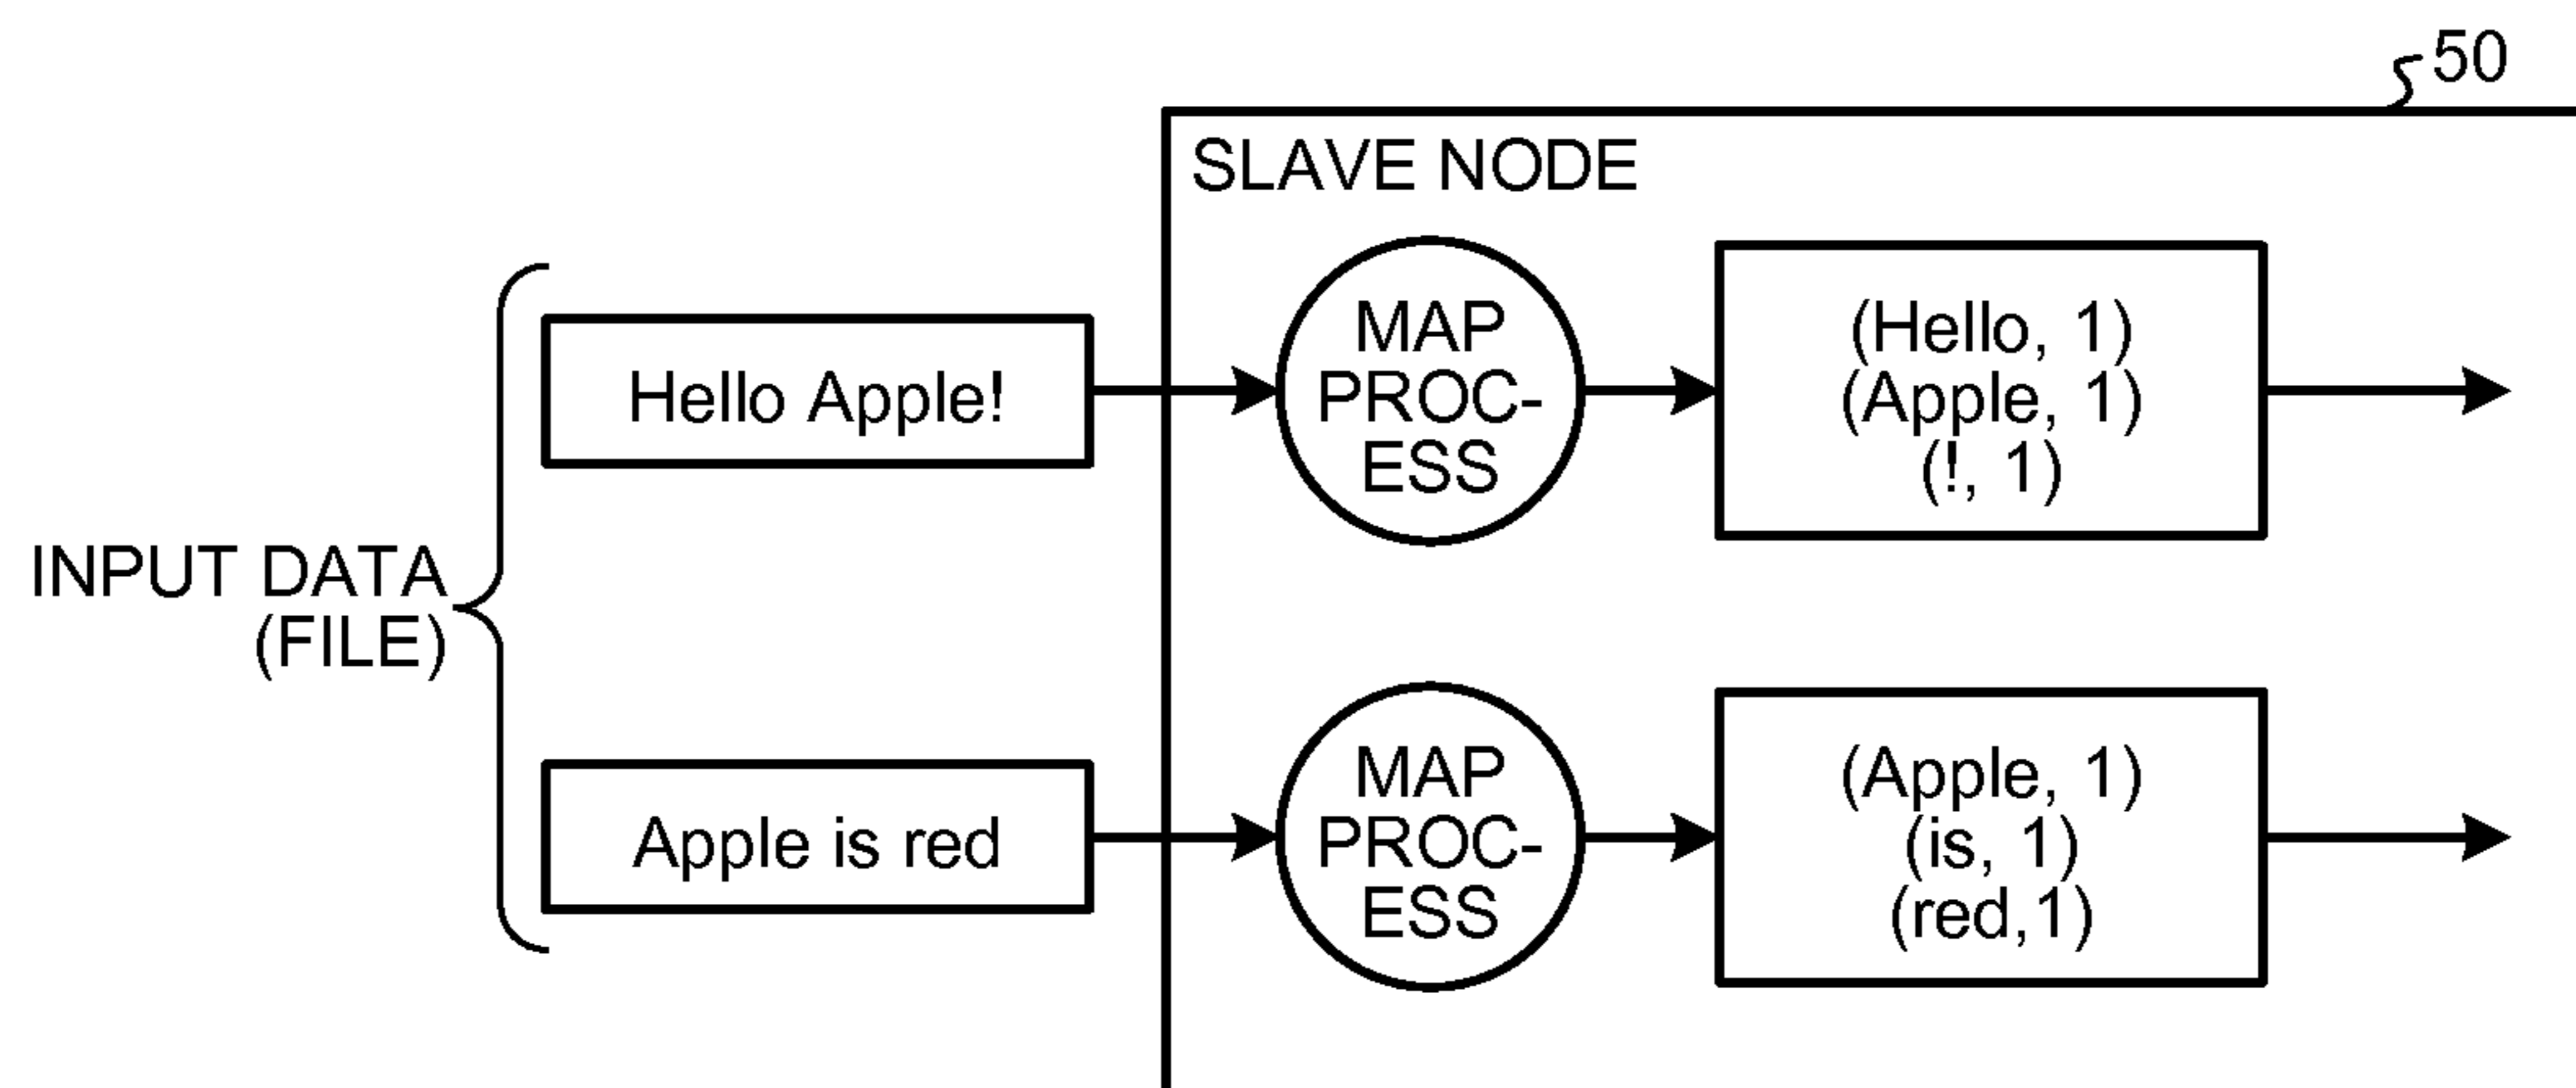 50
SLAVE NODE
INPUT DATA
(FILE)
Hello Apple!
MAP
PROC-
ESS
(Hello, 1)
(Apple, 1)
(!, 1)
Apple is red
MAP
PROC-
ESS
(Apple, 1)
(is, 1)
(red,1)